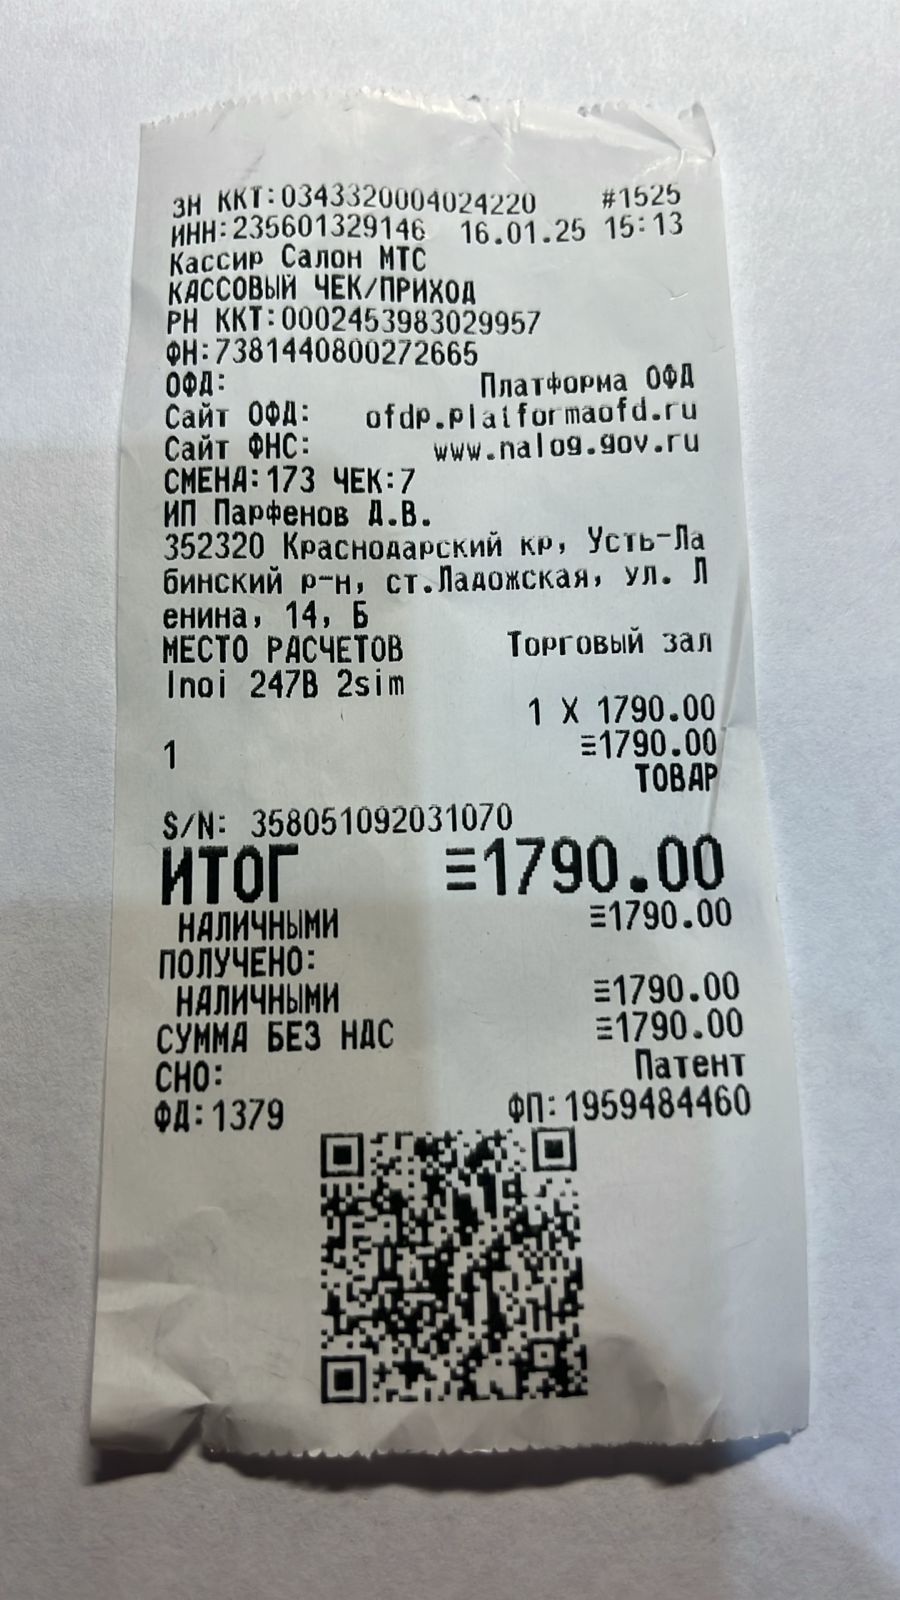 ЗН ККТ:0343320004024220 #1525
ИНН:235601329146 16.01.25 15:13
Кассир Салон МТС
КАССОВЫЙ ЧЕК/ПРИХОД
РН ККТ:0002453983029957
ФН:7381440800272665
ОФД: Платформа ОФД
Сайт ОФД: ofdp.platformaofd.ru
Сайт ФНС: www.nalog.gov.ru
СМЕНА:173 ЧЕК:7
ИП Парфенов Д.В.
352320 Краснодарский кр, Усть-Ла
бинский р-н, ст.Ладожская, ул. Л
енина, 14, Б
МЕСТО РАСЧЕТОВ Торговый зал
Inoi 247B 2sim
1 X 1790.00
1 ≡1790.00
ТОВАР
S/N: 358051092031070
ИТОГ ≡1790.00
НАЛИЧНЫМИ ≡1790.00
ПОЛУЧЕНО:
НАЛИЧНЫМИ ≡1790.00
СУММА БЕЗ НДС ≡1790.00
СНО: Патент
ФД:1379 ФП:1959484460